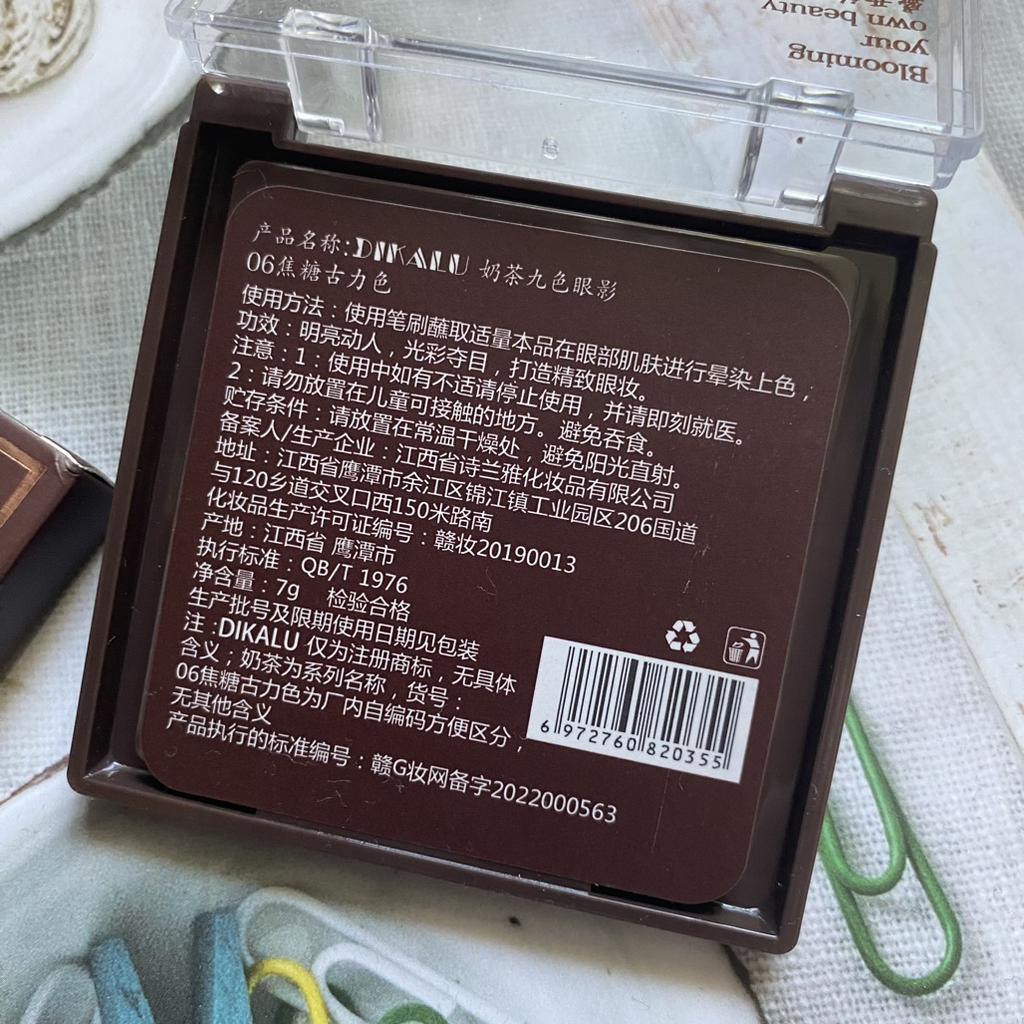 Blooming
your
own beauty
产品名称:DIKALU 奶茶九色眼影
06焦糖古力色
使用方法：使用笔刷蘸取适量本品在眼部肌肤进行晕染上色，
功效：明亮动人，光彩夺目，打造精致眼妆。
注意：1：使用中如有不适请停止使用，并请即刻就医。
2：请勿放置在儿童可接触的地方。避免吞食。
贮存条件：请放置在常温干燥处，避免阳光直射。
备案人/生产企业：江西省诗兰雅化妆品有限公司
地址：江西省鹰潭市余江区锦江镇工业园区206国道
与120乡道交叉口西150米路南
化妆品生产许可证编号：赣妆20190013
产地：江西省 鹰潭市
执行标准：QB/T 1976
净含量：7g 检验合格
生产批号及限期使用日期见包装
注:DIKALU 仅为注册商标，无具体
含义；奶茶为系列名称，货号：
06焦糖古力色为厂内自编码方便区分，
无其他含义
产品执行的标准编号：赣G妆网备字2022000563
6 972760 820355